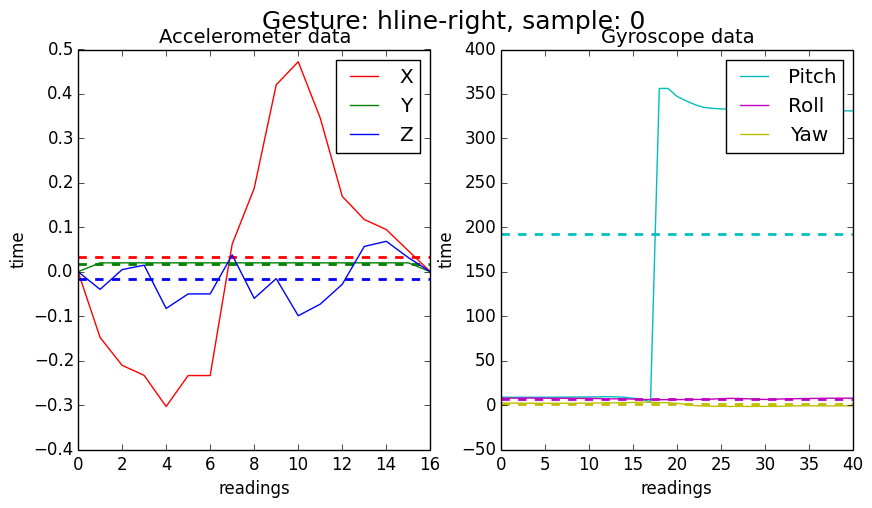 Gesture: hline-right, sample: 0
Accelerometer data
0.5
0.4
0.3
0.2
0.1
0.0
−0.1
−0.2
−0.3
−0.4
time
X
Y
Z
0 2 4 6 8 10 12 14 16
readings
Gyroscope data
400
350
300
250
200
150
100
50
0
−50
time
Pitch
Roll
Yaw
0 5 10 15 20 25 30 35 40
readings